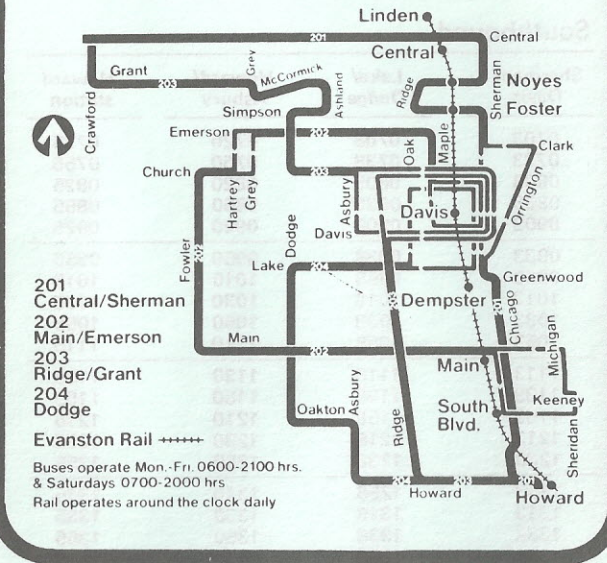 Linden
201
Central
Central
Grant
Grey
McCormick
203
Noyes
Ridge
Sherman
Ashland
Simpson
Foster
Crawford
Emerson
202
Maple
Oak
Clark
Church
203
Hartrey
Grey
Asbury
Davis
Orrington
Dodge
Davis
Fowler
202
Lake
204
Greenwood
203
Dempster
201
Chicago
201
Central/Sherman
202
Main/Emerson
203
Ridge/Grant
204
Dodge
Main
202
Michigan
Main
Asbury
Keeney
Oakton
South
Blvd.
Ridge
Sheridan
Evanston Rail
204
203
201
Howard
Howard
Buses operate Mon.-Fri. 0600-2100 hrs.
& Saturdays 0700-2000 hrs
Rail operates around the clock daily